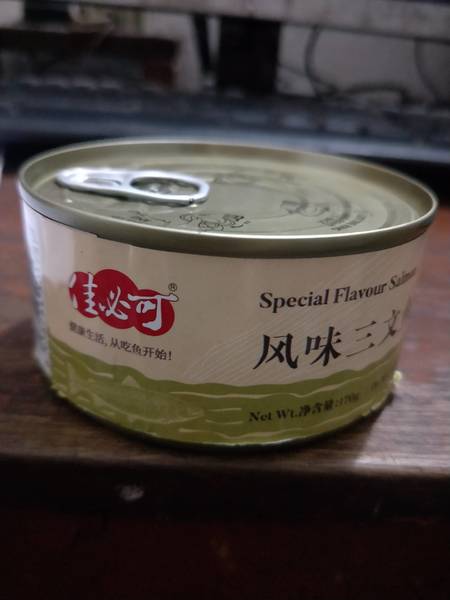 佳必可®
健康生活,从吃鱼开始!
Special Flavour Salmon
风味三文
Net Wt.净含量:170g